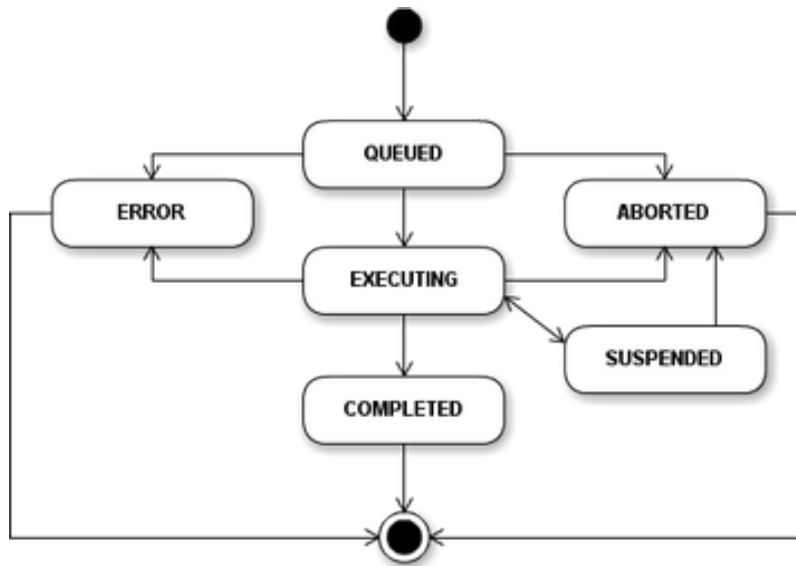 QUEUED
ERROR
ABORTED
EXECUTING
SUSPENDED
COMPLETED